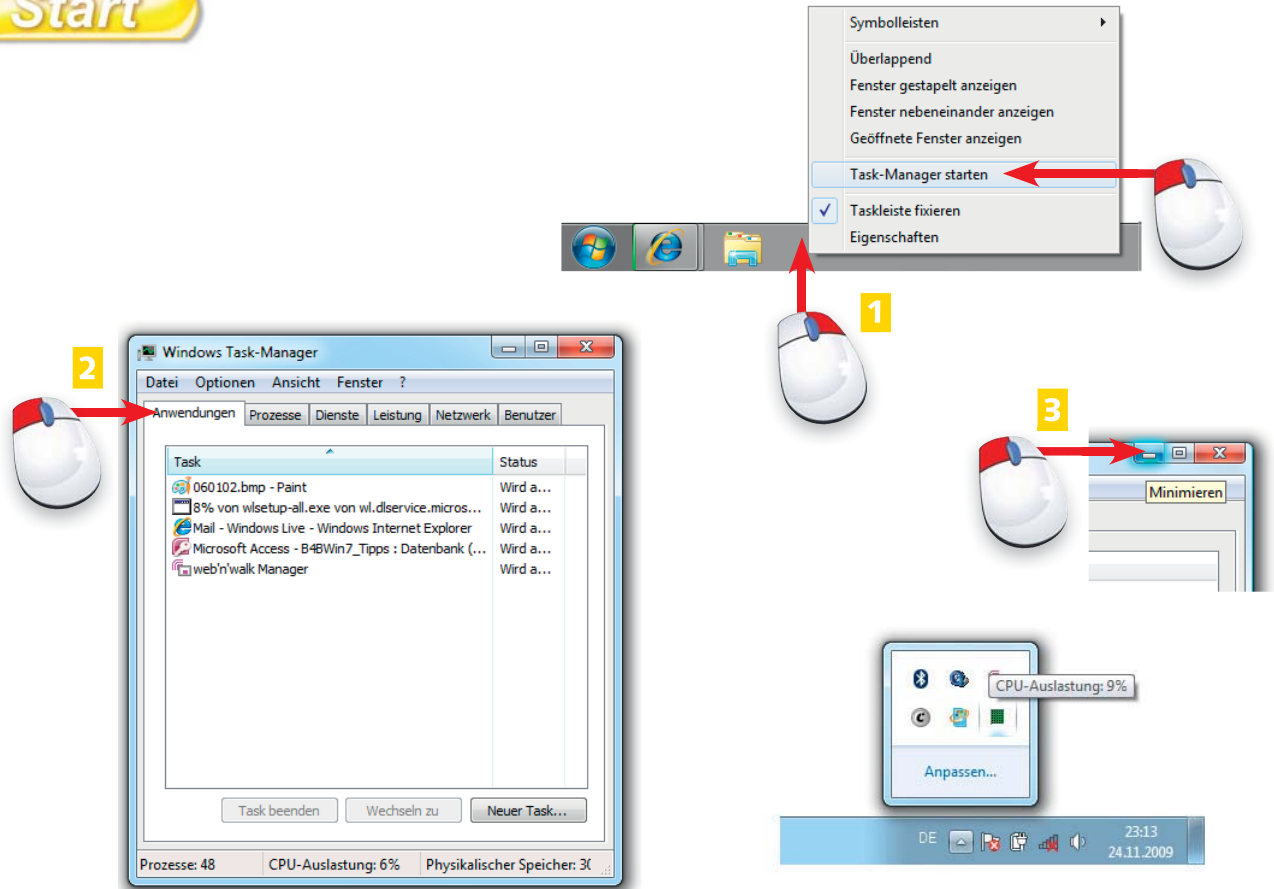 Start
Symbolleisten
Überlappend
Fenster gestapelt anzeigen
Fenster nebeneinander anzeigen
Geöffnete Fenster anzeigen
Task-Manager starten
Taskleiste fixieren
Eigenschaften
1
2
Windows Task-Manager
Datei Optionen Ansicht Fenster ?
Anwendungen Prozesse Dienste Leistung Netzwerk Benutzer
Task Status
060102.bmp - Paint Wird a...
8% von wlsetup-all.exe von wl.dlservice.micros... Wird a...
Mail - Windows Live - Windows Internet Explorer Wird a...
Microsoft Access - B4BWin7_Tipps : Datenbank (... Wird a...
web'n'walk Manager Wird a...
Task beenden Wechseln zu Neuer Task...
Prozesse: 48 CPU-Auslastung: 6% Physikalischer Speicher: 30
3
Minimieren
CPU-Auslastung: 9%
Anpassen...
DE
23:13
24.11.2009